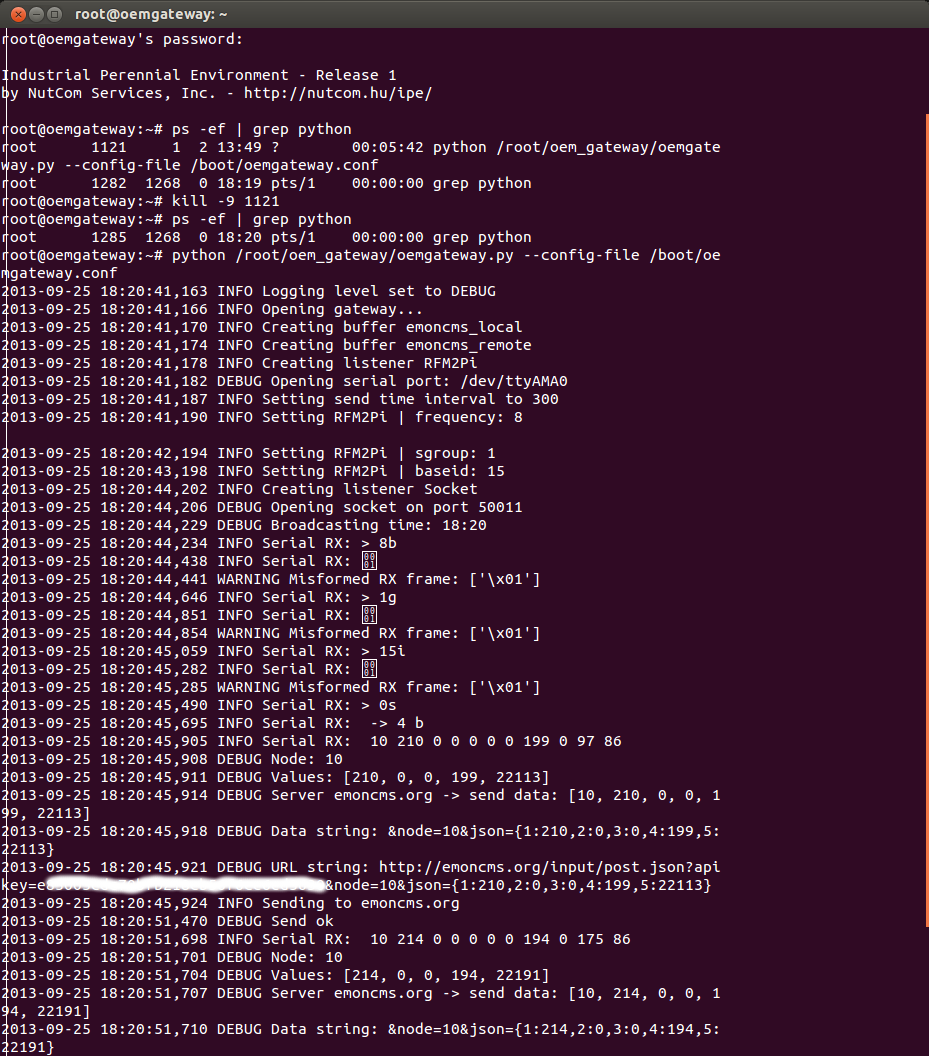 root@oemgateway: ~
root@oemgateway's password:
Industrial Perennial Environment - Release 1
by NutCom Services, Inc. - http://nutcom.hu/ipe/
root@oemgateway:~# ps -ef | grep python
root      1121     1  2 13:49 ?        00:05:42 python /root/oem_gateway/oemgate
way.py --config-file /boot/oemgateway.conf
root      1282  1268  0 18:19 pts/1    00:00:00 grep python
root@oemgateway:~# kill -9 1121
root@oemgateway:~# ps -ef | grep python
root      1285  1268  0 18:20 pts/1    00:00:00 grep python
root@oemgateway:~# python /root/oem_gateway/oemgateway.py --config-file /boot/oe
mgateway.conf
2013-09-25 18:20:41,163 INFO Logging level set to DEBUG
2013-09-25 18:20:41,166 INFO Opening gateway...
2013-09-25 18:20:41,170 INFO Creating buffer emoncms_local
2013-09-25 18:20:41,174 INFO Creating buffer emoncms_remote
2013-09-25 18:20:41,178 INFO Creating listener RFM2Pi
2013-09-25 18:20:41,182 DEBUG Opening serial port: /dev/ttyAMA0
2013-09-25 18:20:41,187 INFO Setting send time interval to 300
2013-09-25 18:20:41,190 INFO Setting RFM2Pi | frequency: 8
2013-09-25 18:20:42,194 INFO Setting RFM2Pi | sgroup: 1
2013-09-25 18:20:43,198 INFO Setting RFM2Pi | baseid: 15
2013-09-25 18:20:44,202 INFO Creating listener Socket
2013-09-25 18:20:44,206 DEBUG Opening socket on port 50011
2013-09-25 18:20:44,229 DEBUG Broadcasting time: 18:20
2013-09-25 18:20:44,234 INFO Serial RX: > 8b
2013-09-25 18:20:44,438 INFO Serial RX: 0001
2013-09-25 18:20:44,441 WARNING Misformed RX frame: ['\x01']
2013-09-25 18:20:44,646 INFO Serial RX: > 1g
2013-09-25 18:20:44,851 INFO Serial RX: 0001
2013-09-25 18:20:44,854 WARNING Misformed RX frame: ['\x01']
2013-09-25 18:20:45,059 INFO Serial RX: > 15i
2013-09-25 18:20:45,282 INFO Serial RX: 0001
2013-09-25 18:20:45,285 WARNING Misformed RX frame: ['\x01']
2013-09-25 18:20:45,490 INFO Serial RX: > 0s
2013-09-25 18:20:45,695 INFO Serial RX:  -> 4 b
2013-09-25 18:20:45,905 INFO Serial RX:  10 210 0 0 0 0 0 199 0 97 86
2013-09-25 18:20:45,908 DEBUG Node: 10
2013-09-25 18:20:45,911 DEBUG Values: [210, 0, 0, 199, 22113]
2013-09-25 18:20:45,914 DEBUG Server emoncms.org -> send data: [10, 210, 0, 0, 1
99, 22113]
2013-09-25 18:20:45,918 DEBUG Data string: &node=10&json={1:210,2:0,3:0,4:199,5:
22113}
2013-09-25 18:20:45,921 DEBUG URL string: http://emoncms.org/input/post.json?api
key=&node=10&json={1:210,2:0,3:0,4:199,5:22113}
2013-09-25 18:20:45,924 INFO Sending to emoncms.org
2013-09-25 18:20:51,470 DEBUG Send ok
2013-09-25 18:20:51,698 INFO Serial RX:  10 214 0 0 0 0 0 194 0 175 86
2013-09-25 18:20:51,701 DEBUG Node: 10
2013-09-25 18:20:51,704 DEBUG Values: [214, 0, 0, 194, 22191]
2013-09-25 18:20:51,707 DEBUG Server emoncms.org -> send data: [10, 214, 0, 0, 1
94, 22191]
2013-09-25 18:20:51,710 DEBUG Data string: &node=10&json={1:214,2:0,3:0,4:194,5:
22191}